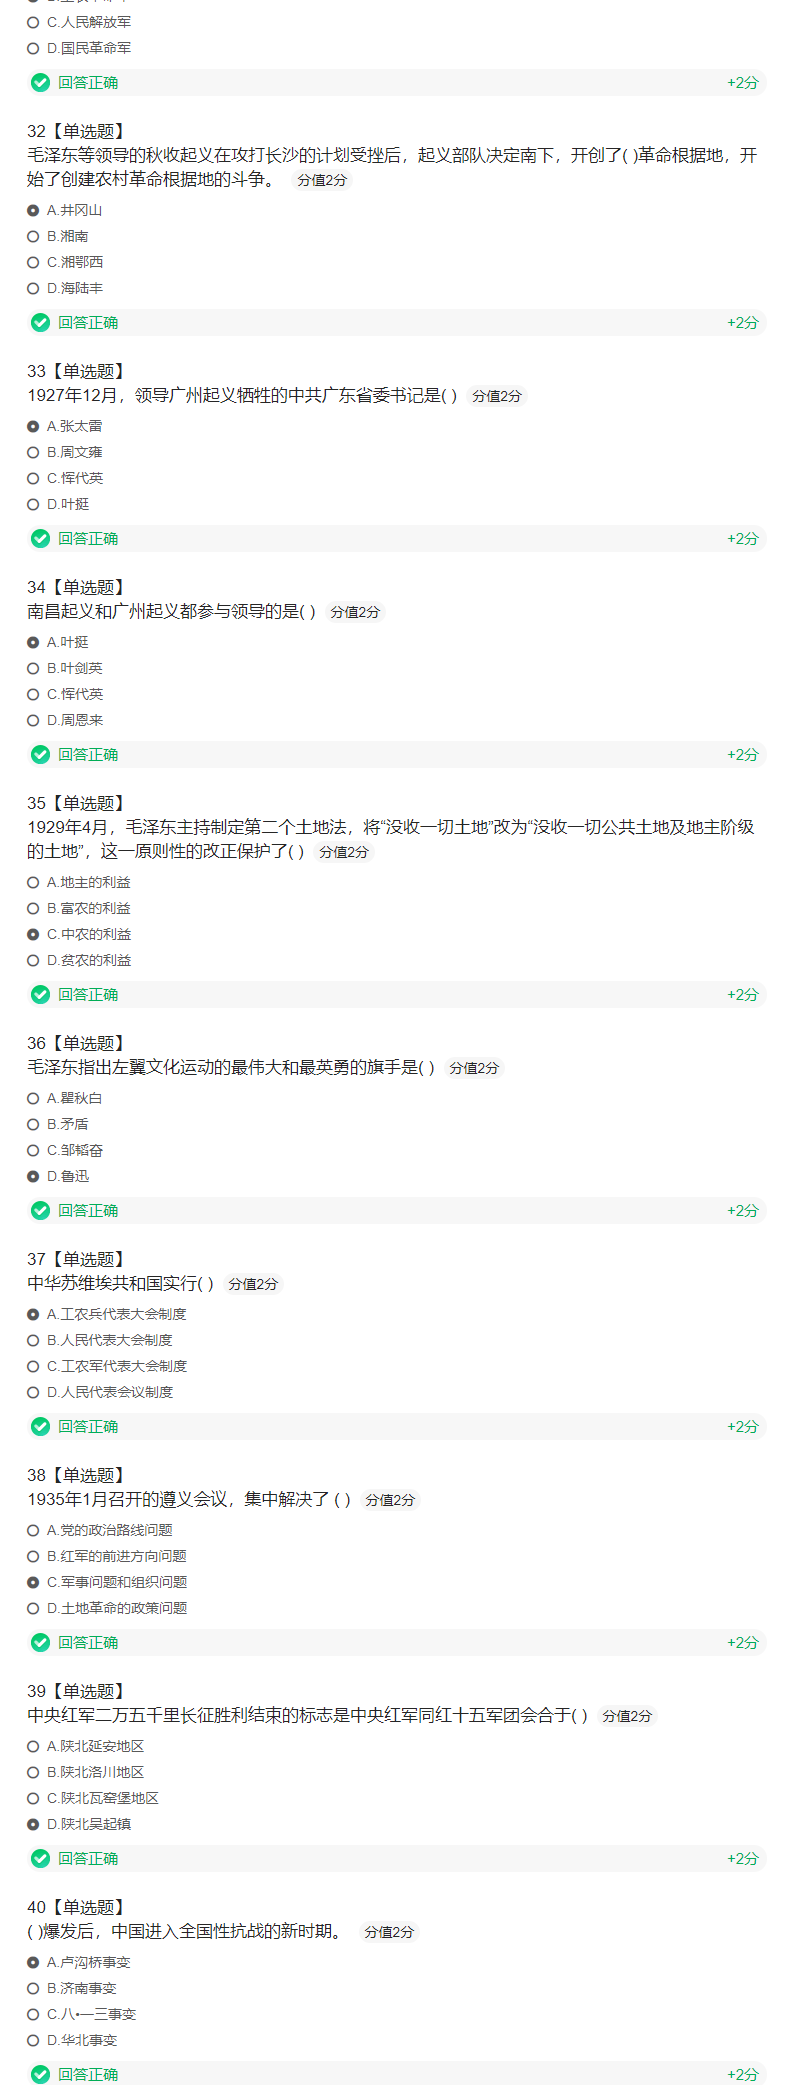 C.人民解放军
D.国民革命军
回答正确 +2分
32【单选题】
毛泽东等领导的秋收起义在攻打长沙的计划受挫后，起义部队决定南下，开创了( )革命根据地，开
始了创建农村革命根据地的斗争。 分值2分
A.井冈山
B.湘南
C.湘鄂西
D.海陆丰
回答正确 +2分
33【单选题】
1927年12月，领导广州起义牺牲的中共广东省委书记是( ) 分值2分
A.张太雷
B.周文雍
C.恽代英
D.叶挺
回答正确 +2分
34【单选题】
南昌起义和广州起义都参与领导的是( ) 分值2分
A.叶挺
B.叶剑英
C.恽代英
D.周恩来
回答正确 +2分
35【单选题】
1929年4月，毛泽东主持制定第二个土地法，将“没收一切土地”改为“没收一切公共土地及地主阶级
的土地”，这一原则性的改正保护了( ) 分值2分
A.地主的利益
B.富农的利益
C.中农的利益
D.贫农的利益
回答正确 +2分
36【单选题】
毛泽东指出左翼文化运动的最伟大和最英勇的旗手是( ) 分值2分
A.瞿秋白
B.矛盾
C.邹韬奋
D.鲁迅
回答正确 +2分
37【单选题】
中华苏维埃共和国实行( ) 分值2分
A.工农兵代表大会制度
B.人民代表大会制度
C.工农军代表大会制度
D.人民代表会议制度
回答正确 +2分
38【单选题】
1935年1月召开的遵义会议，集中解决了 ( ) 分值2分
A.党的政治路线问题
B.红军的前进方向问题
C.军事问题和组织问题
D.土地革命的政策问题
回答正确 +2分
39【单选题】
中央红军二万五千里长征胜利结束的标志是中央红军同红十五军团会合于( ) 分值2分
A.陕北延安地区
B.陕北洛川地区
C.陕北瓦窑堡地区
D.陕北吴起镇
回答正确 +2分
40【单选题】
( )爆发后，中国进入全国性抗战的新时期。 分值2分
A.卢沟桥事变
B.济南事变
C.八•一三事变
D.华北事变
回答正确 +2分